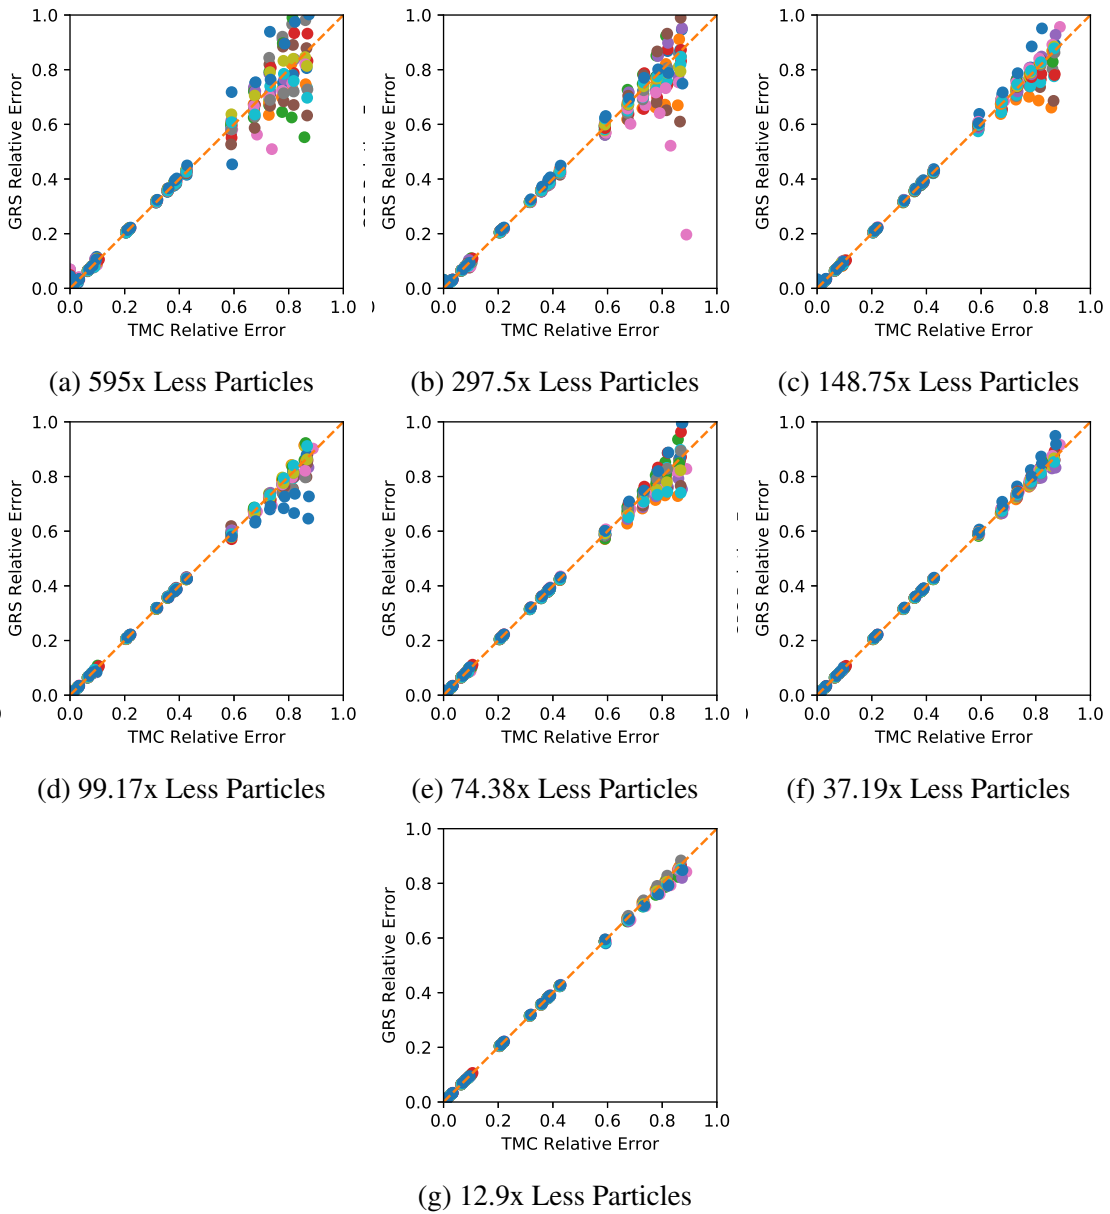 1.0 1.0 1.0
0.8 0.8 0.8
0.6 0.6 0.6
0.4 0.4 0.4
0.2 0.2 0.2
0.0 0.0 0.0
GRS Relative Error GRS Relative Error GRS Relative Error
0.0 0.2 0.4 0.6 0.8 1.0 0.0 0.2 0.4 0.6 0.8 1.0 0.0 0.2 0.4 0.6 0.8 1.0
TMC Relative Error TMC Relative Error TMC Relative Error
(a) 595x Less Particles (b) 297.5x Less Particles (c) 148.75x Less Particles
1.0 1.0 1.0
0.8 0.8 0.8
0.6 0.6 0.6
0.4 0.4 0.4
0.2 0.2 0.2
0.0 0.0 0.0
GRS Relative Error GRS Relative Error GRS Relative Error
0.0 0.2 0.4 0.6 0.8 1.0 0.0 0.2 0.4 0.6 0.8 1.0 0.0 0.2 0.4 0.6 0.8 1.0
TMC Relative Error TMC Relative Error TMC Relative Error
(d) 99.17x Less Particles (e) 74.38x Less Particles (f) 37.19x Less Particles
1.0
0.8
0.6
0.4
0.2
0.0
GRS Relative Error
0.0 0.2 0.4 0.6 0.8 1.0
TMC Relative Error
(g) 12.9x Less Particles